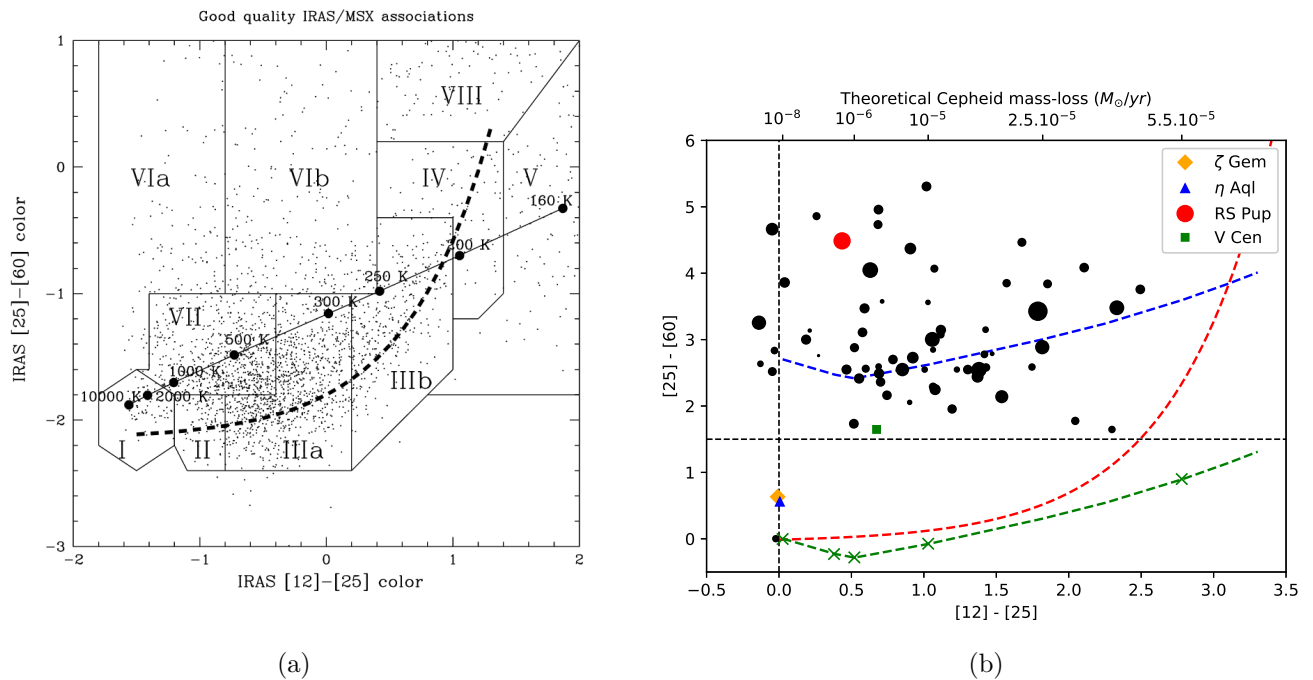 Good quality IRAS/MSX associations
1
0
−1
−2
−3
−2
−1
0
1
2
IRAS [25]−[60] color
IRAS [12]−[25] color
VIII
VIa
VIb
IV
V
160 K
200 K
250 K
300 K
VII
500 K
1000 K
10000 K
2000 K
IIIb
I
II
IIIa
(a)
Theoretical Cepheid mass-loss (M⊙/yr)
10⁻⁸
10⁻⁶
10⁻⁵
2.5.10⁻⁵
5.5.10⁻⁵
6
5
4
3
2
1
0
[25] - [60]
ζ Gem
η Aql
RS Pup
V Cen
−0.5
0.0
0.5
1.0
1.5
2.0
2.5
3.0
3.5
[12] - [25]
(b)